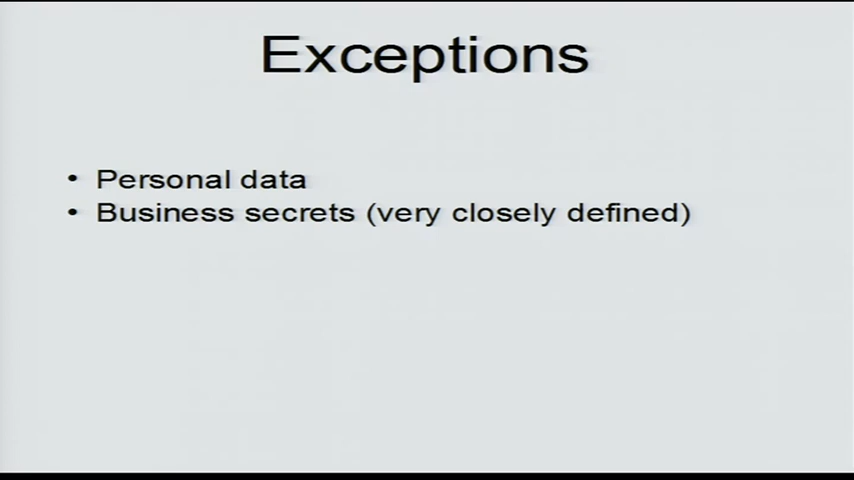 Exceptions
• Personal data
• Business secrets (very closely defined)